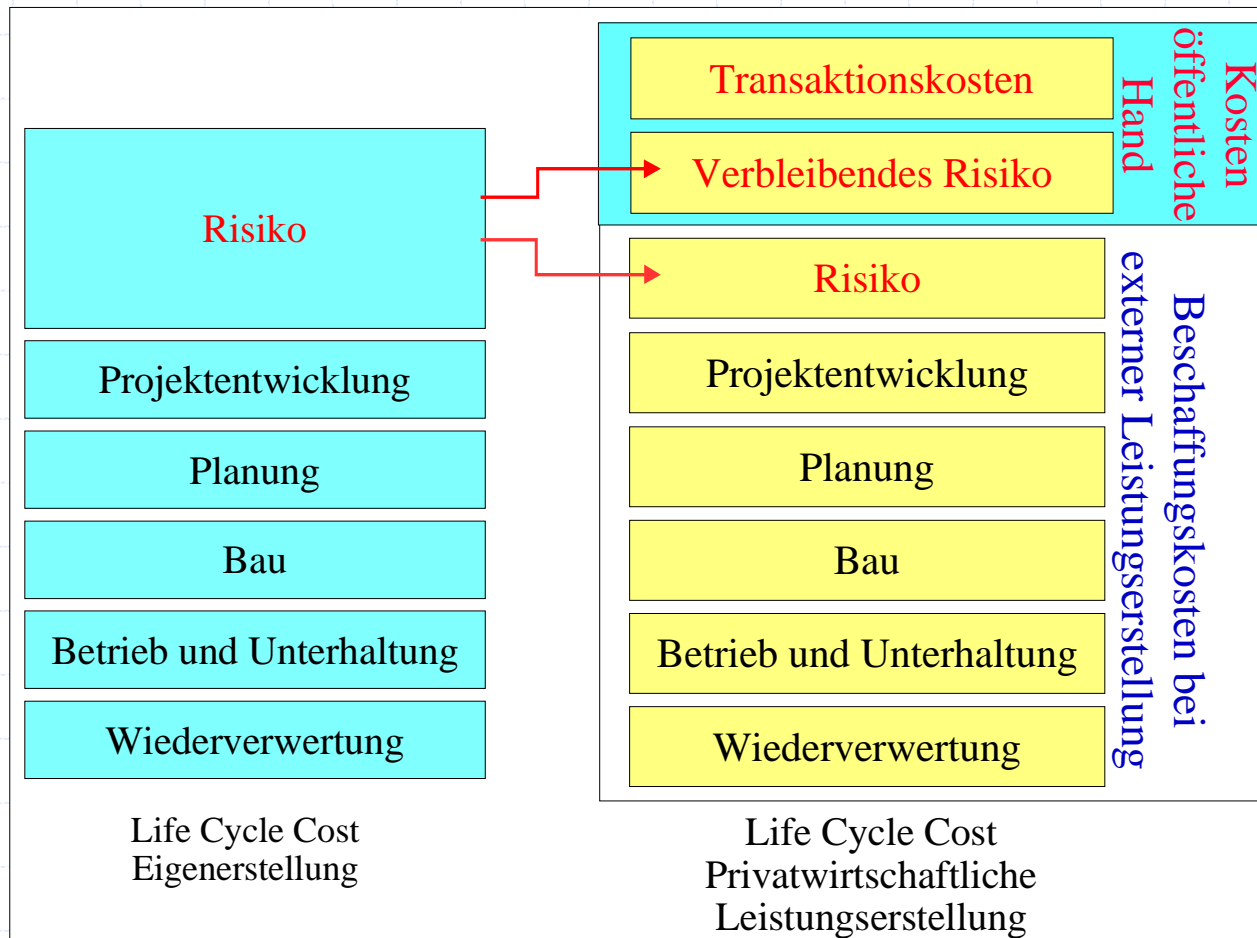 Risiko
Projektentwicklung
Planung
Bau
Betrieb und Unterhaltung
Wiederverwertung
Life Cycle Cost
Eigenerstellung
Transaktionskosten
Verbleibendes Risiko
Risiko
Projektentwicklung
Planung
Bau
Betrieb und Unterhaltung
Wiederverwertung
Life Cycle Cost
Privatwirtschaftliche
Leistungserstellung
Kosten
öffentliche
Hand
Beschaffungskosten bei
externer Leistungserstellung